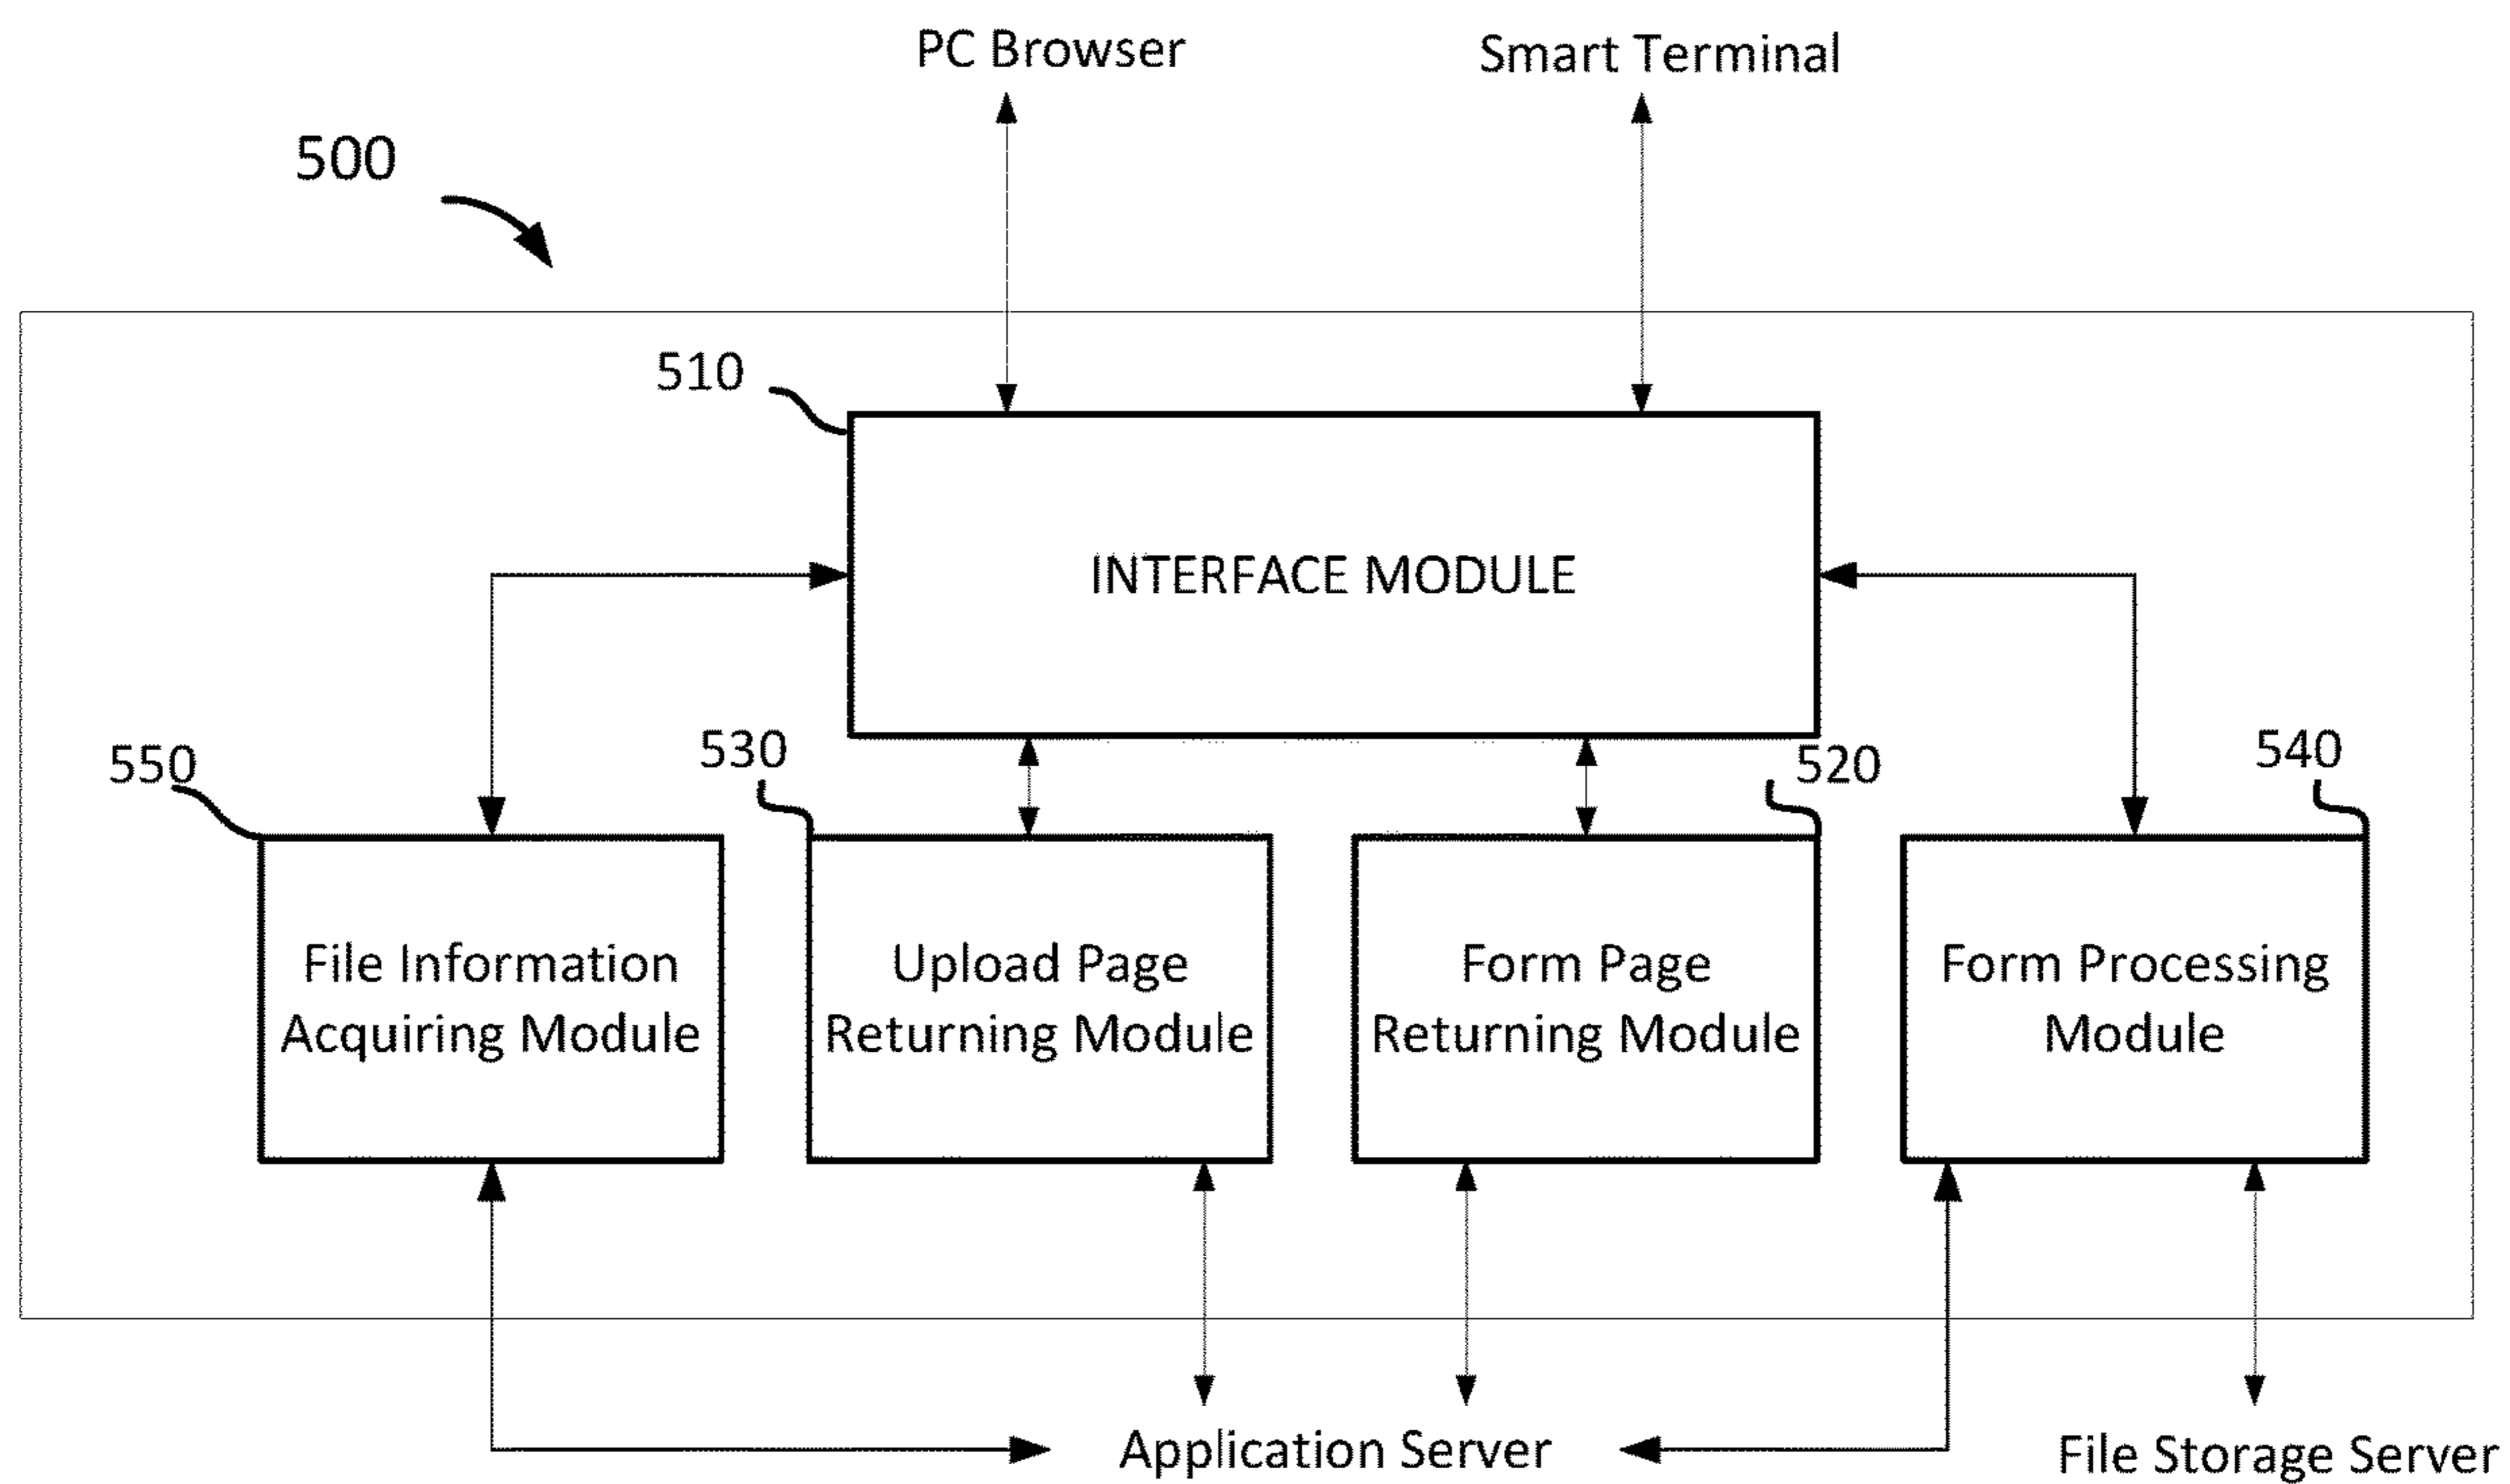 PC Browser
Smart Terminal
500
510
INTERFACE MODULE
550
530
520
540
File Information
Acquiring Module
Upload Page
Returning Module
Form Page
Returning Module
Form Processing
Module
Application Server
File Storage Server